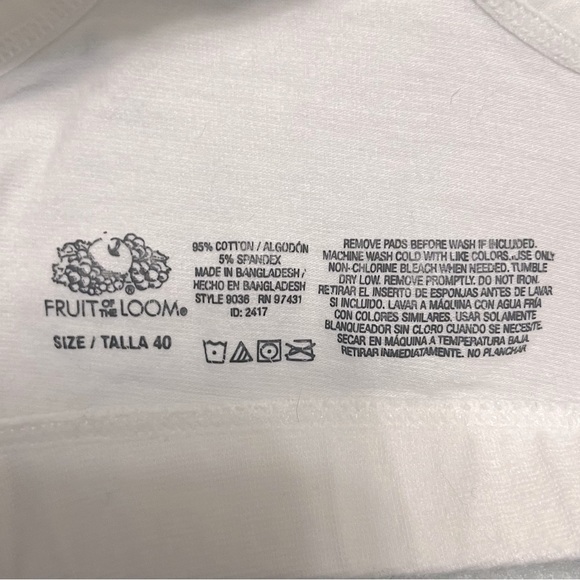 FRUIT OF THE LOOM®
SIZE / TALLA 40
95% COTTON / ALGODÓN
5% SPANDEX
MADE IN BANGLADESH /
HECHO EN BANGLADESH
STYLE 9036 RN 97431
ID: 2417
REMOVE PADS BEFORE WASH IF INCLUDED.
MACHINE WASH COLD WITH LIKE COLORS. USE ONLY
NON-CHLORINE BLEACH WHEN NEEDED. TUMBLE
DRY LOW. REMOVE PROMPTLY. DO NOT IRON.
RETIRAR EL INSERTO DE ESPONJAS ANTES DE LAVAR
SI INCLUIDO. LAVAR A MÁQUINA CON AGUA FRÍA
CON COLORES SIMILARES. USAR SOLAMENTE
BLANQUEADOR SIN CLORO CUANDO SE NECESITE.
SECAR EN MÁQUINA A TEMPERATURA BAJA.
RETIRAR INMEDIATAMENTE. NO PLANCHAR